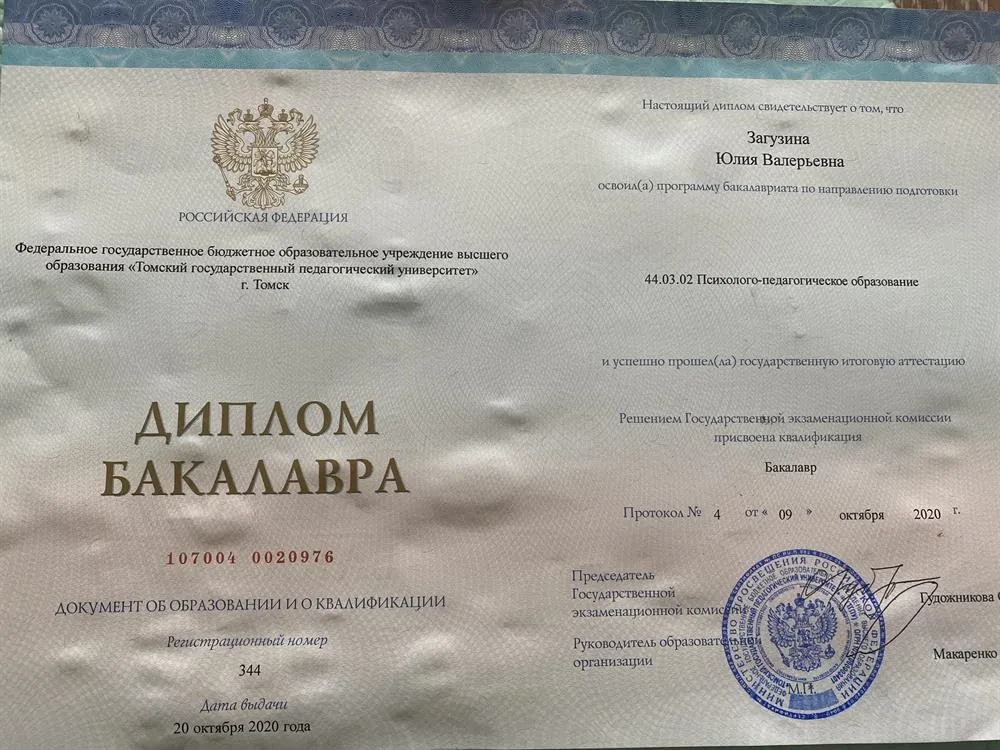 РОССИЙСКАЯ ФЕДЕРАЦИЯ
Федеральное государственное бюджетное образовательное учреждение высшего
образования «Томский государственный педагогический университет»
г. Томск
ДИПЛОМ
БАКАЛАВРА
107004 0020976
ДОКУМЕНТ ОБ ОБРАЗОВАНИИ И О КВАЛИФИКАЦИИ
Регистрационный номер
344
Дата выдачи
20 октября 2020 года
Настоящий диплом свидетельствует о том, что
Загузина
Юлия Валерьевна
освоил(а) программу бакалавриата по направлению подготовки
44.03.02 Психолого-педагогическое образование
и успешно прошел(ла) государственную итоговую аттестацию
Решением Государственной экзаменационной комиссии
присвоена квалификация
Бакалавр
Протокол № 4 от « 09 » октября 2020 г.
Председатель
Государственной
экзаменационной комиссии
Гудожникова
Руководитель образовательной
организации
Макаренко
М.П.